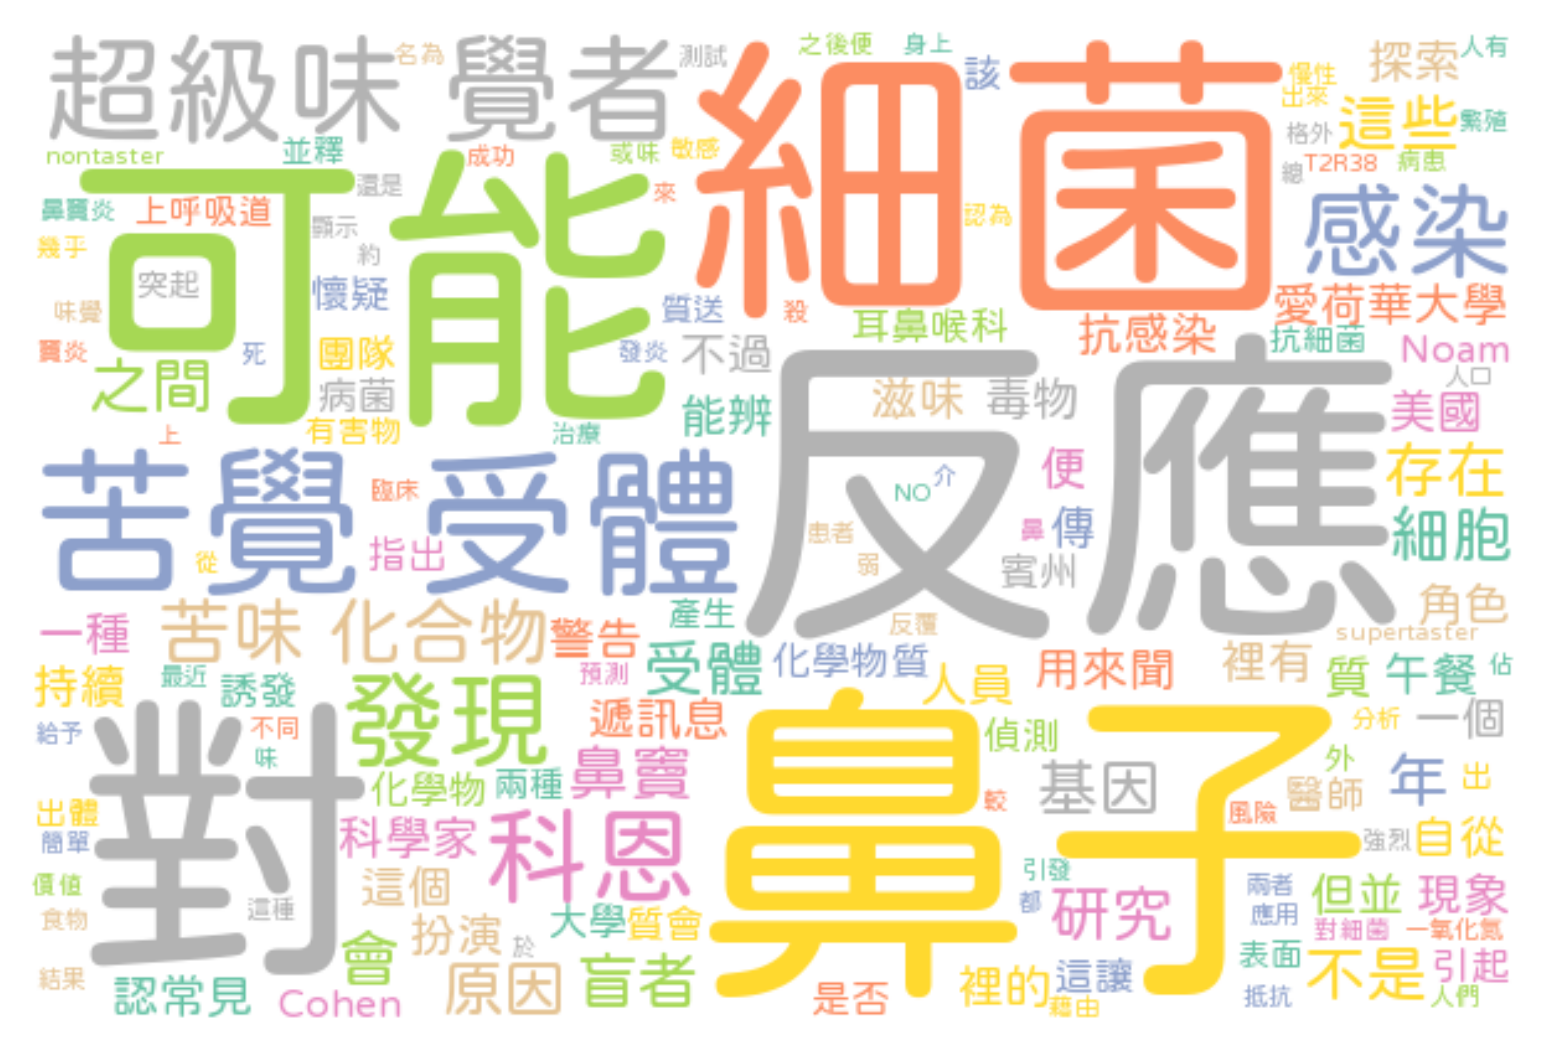 超級味 覺者 名為 測試 之後便 身上 該 慢性 探索 人有
細菌 出來 格外 這些 繁殖
nontaster 並釋 成功 或味 敏感 總 T2R38 病患
可能 還是 來 認為 感染
鼻竇炎 上呼吸道 顯示 約
幾乎 突起 懷疑 質送 殺 耳鼻喉科 抗感染 愛荷華大學
味覺 抗細菌 Noam
竇炎 死 團隊 發炎 不過 人口
之間 病菌 能辨 滋味 毒物 美國
上 有害物 治療 反應 存在
苦覺 受體 臨床 便 NO 介
從 指出 患者 弱 鼻 傳 賓州 細胞
一種 苦味 化合物 警告 產生 反覆 角色 supertaster
持續 最近 誘發 預測 受體 化學物質 人員 用來聞 裡有 質 午餐 佔
給予 不同 發現 遞訊息 鼻子 偵測 分析 一個
對 味 化學物 兩種 鼻竇 基因 外 醫師 年 出
出體 簡單 科學家 科恩 較 風險 強烈 自從
價值 這種 這個 引發 都 研究 兩者 但並 現象
食物 扮演 於 大學 質會 應用 對細菌 一氧化氮
結果 認常見 會 Cohen 原因 盲者 是否 裡的 藉由 這讓 表面 抵抗 不是 引起 人們